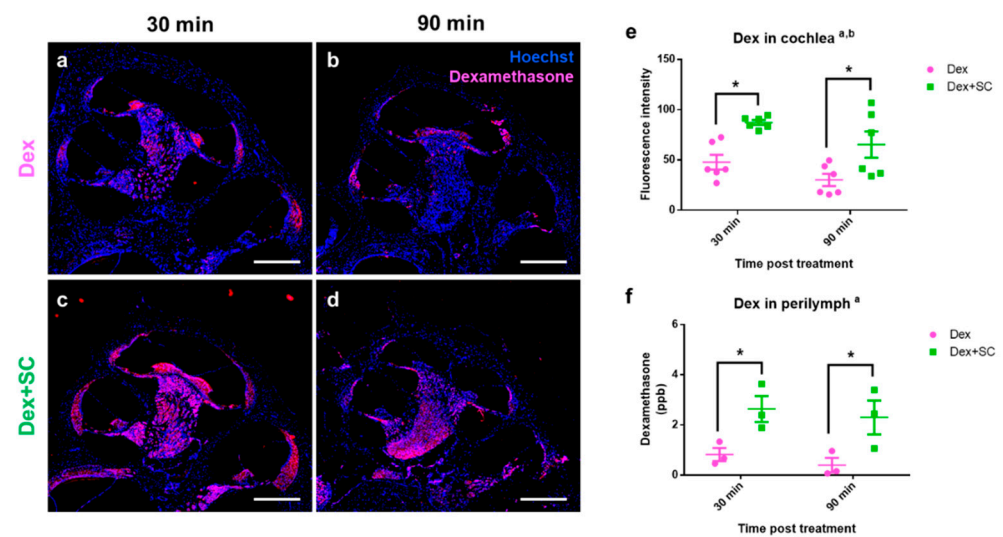 30 min
90 min
Dex
Dex+SC
a
b
Hoechst
Dexamethasone
c
d
e
Dex in cochlea a,b
Fluorescence intensity
150
100
50
0
*
*
30 min
90 min
Time post treatment
Dex
Dex+SC
f
Dex in perilymph a
Dexamethasone
(ppb)
6
4
2
0
*
*
30 min
90 min
Time post treatment
Dex
Dex+SC